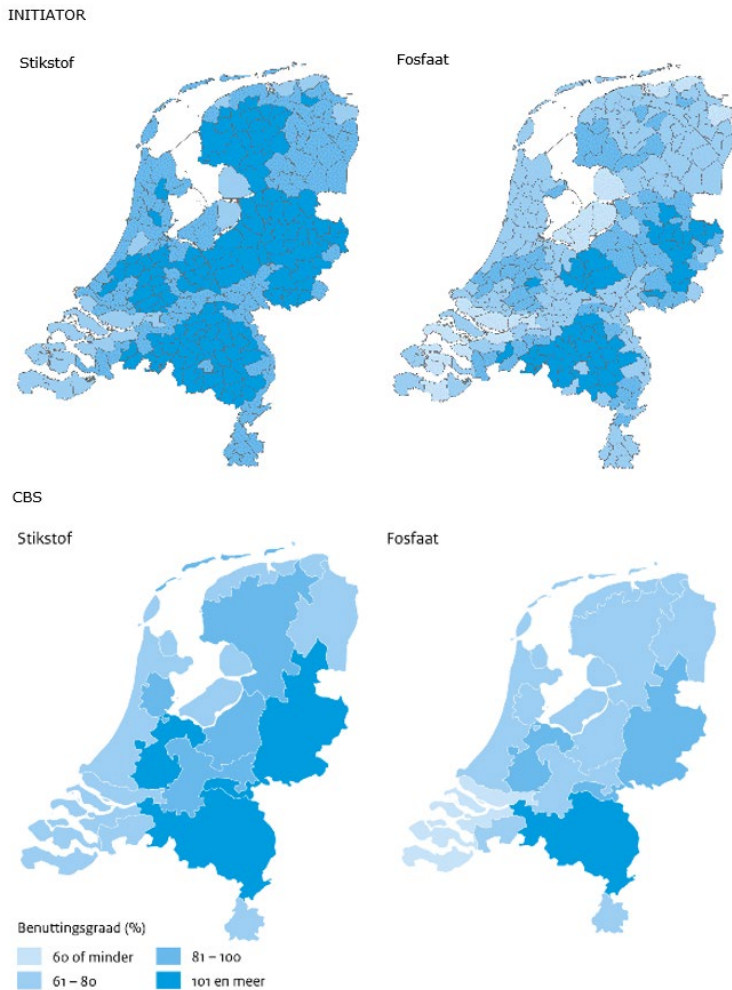 INITIATOR
Stikstof
Fosfaat
CBS
Stikstof
Fosfaat
Benuttingsgraad (%)
60 of minder
61 – 80
81 – 100
101 en meer